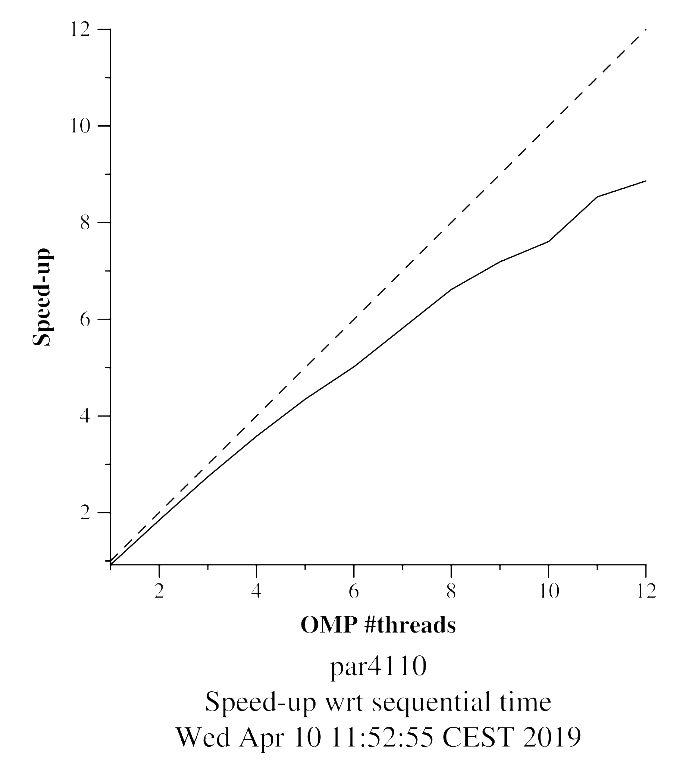 12
10
8
6
4
2
Speed-up
2 4 6 8 10 12
OMP #threads
par4110
Speed-up wrt sequential time
Wed Apr 10 11:52:55 CEST 2019